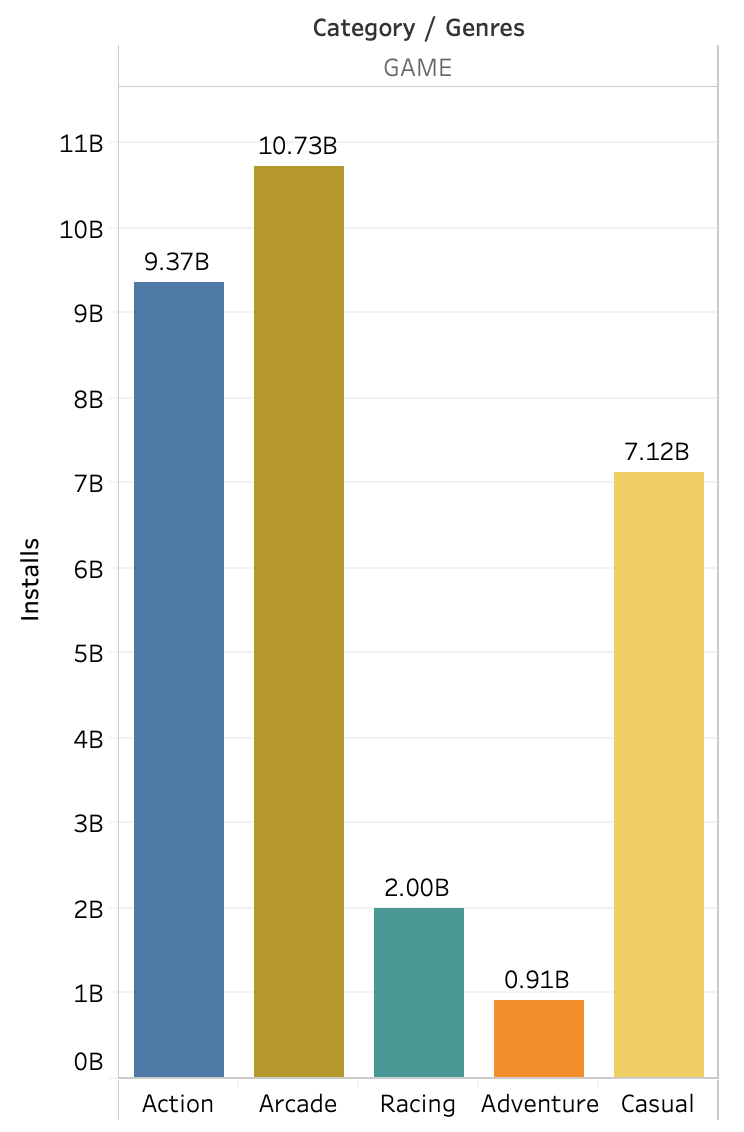 Category / Genres
GAME
11B
10.73B
10B
9.37B
9B
8B
7.12B
7B
Installs
6B
5B
4B
3B
2.00B
2B
0.91B
1B
0B
Action Arcade Racing Adventure Casual